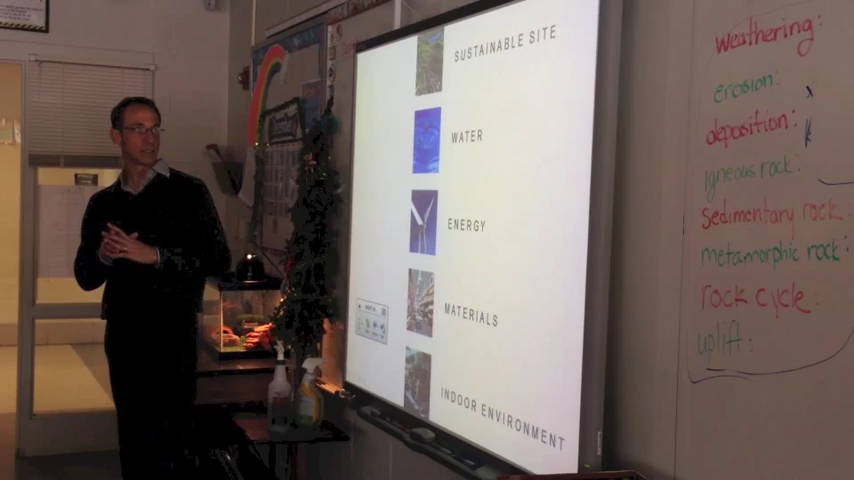 SUSTAINABLE SITE
WATER
ENERGY
MATERIALS
INDOOR ENVIRONMENT
weathering:
erosion:
deposition:
igneous rock:
Sedimentary rock:
metamorphic rock:
rock cycle:
uplift: